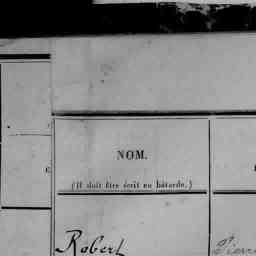 NOM.
(Il doit être écrit en bâtarde.)
Robert